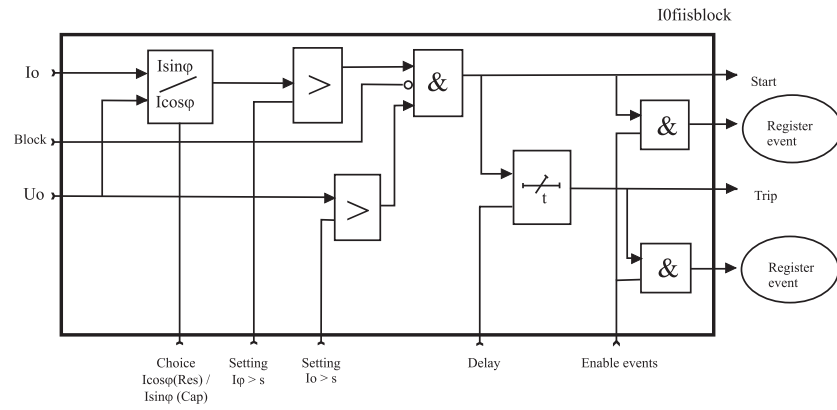 I0fiisblock
Io
Isinφ
Icosφ
>
&
Start
Block
&
Register
event
Uo
>
t
Trip
&
Register
event
Choice
Icosφ(Res) /
Isinφ (Cap)
Setting
Iφ > s
Setting
Io > s
Delay
Enable events